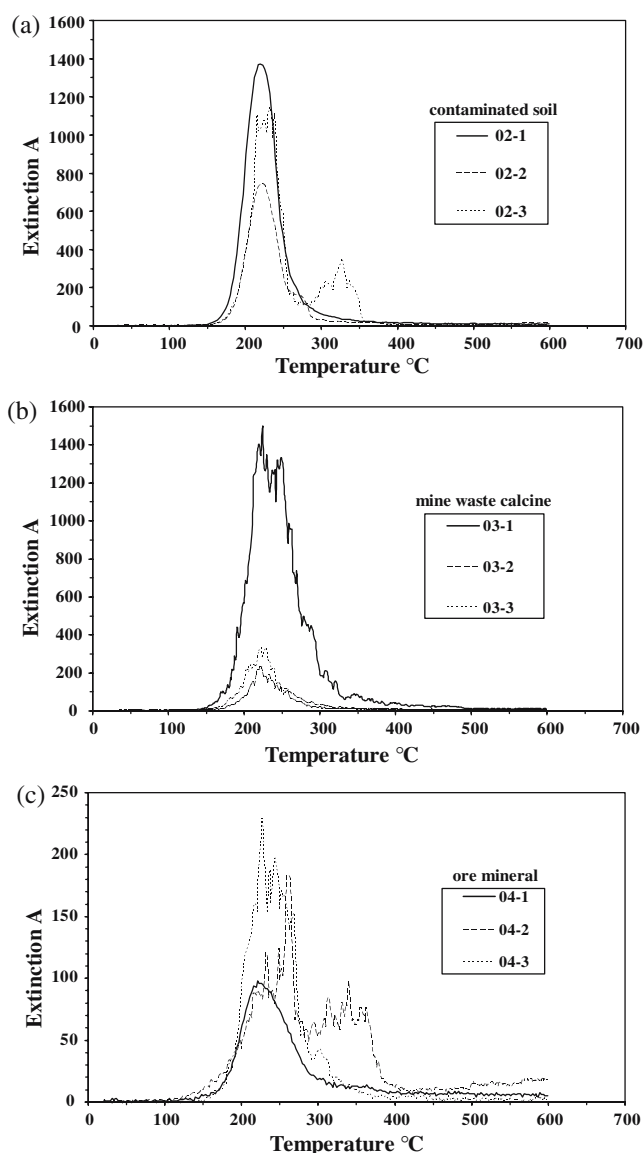 (a)
1600
1400
1200
1000
800
600
400
200
0
Extinction A
contaminated soil
02-1
02-2
02-3
0 100 200 300 400 500 600 700
Temperature °C
(b)
1600
1400
1200
1000
800
600
400
200
0
Extinction A
mine waste calcine
03-1
03-2
03-3
0 100 200 300 400 500 600 700
Temperature °C
(c)
250
200
150
100
50
0
Extinction A
ore mineral
04-1
04-2
04-3
0 100 200 300 400 500 600 700
Temperature °C